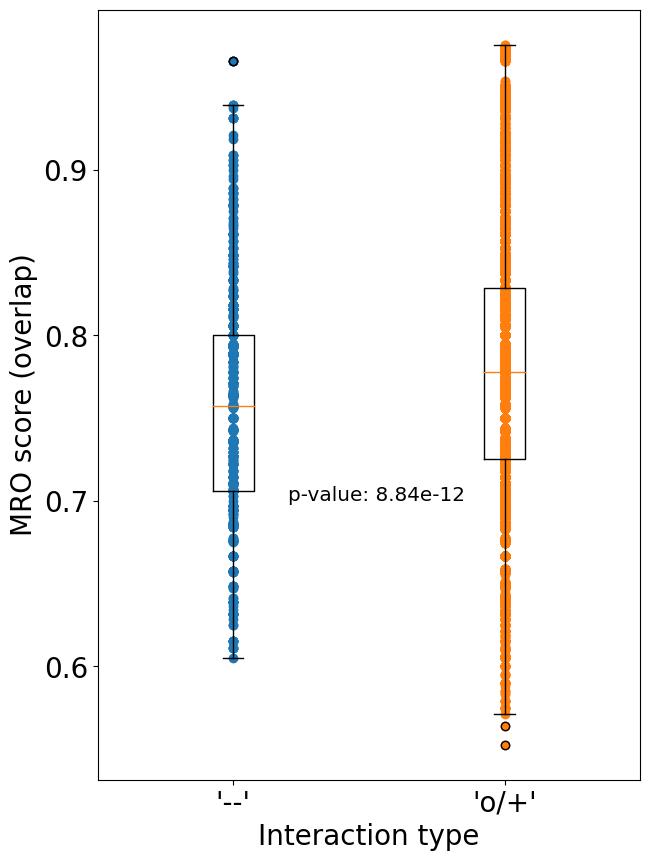 MRO score (overlap)
0.9
0.8
0.7
0.6
p-value: 8.84e-12
'--'
'o/+'
Interaction type